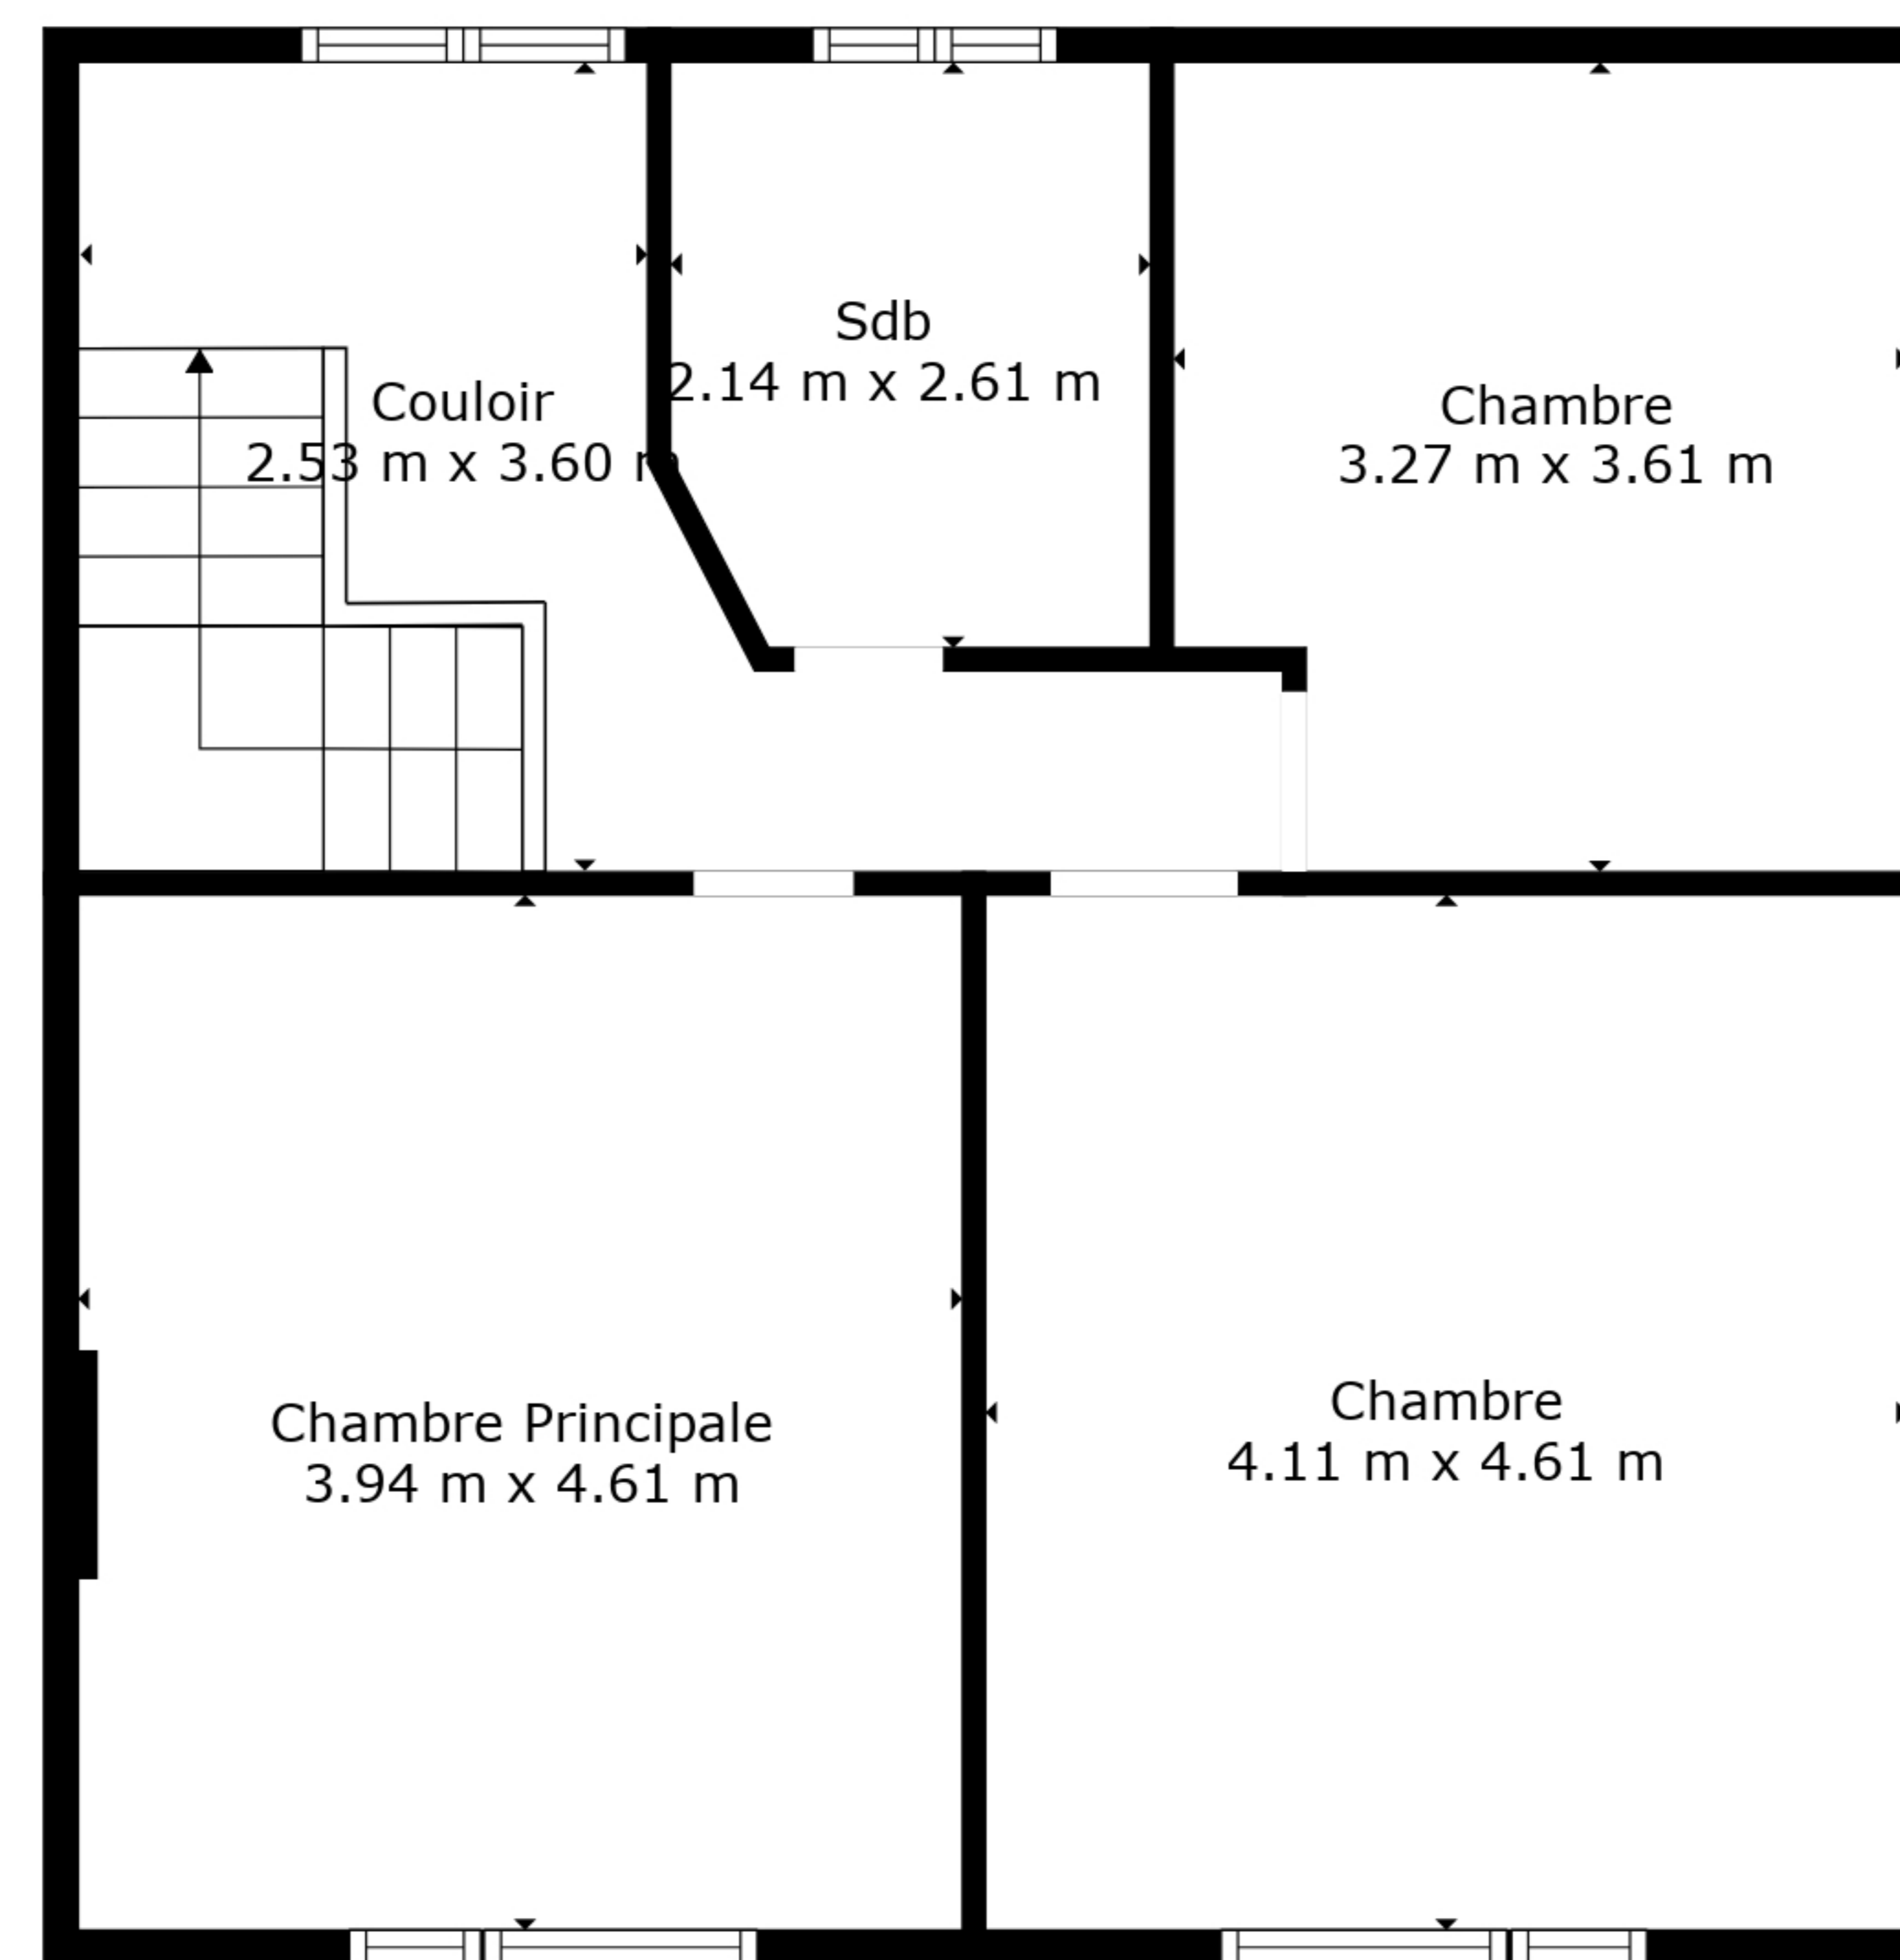 Sdb
2.14 m x 2.61 m
Couloir
2.53 m x 3.60 m
Chambre
3.27 m x 3.61 m
Chambre Principale
3.94 m x 4.61 m
Chambre
4.11 m x 4.61 m